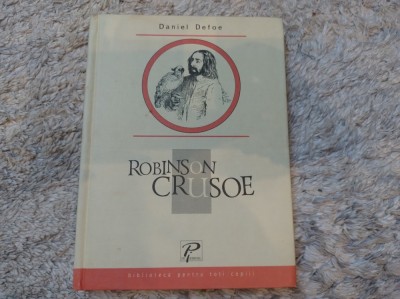 Daniel Defoe
ROBINSON
CRUSOE
biblioteca pentru toți copiii